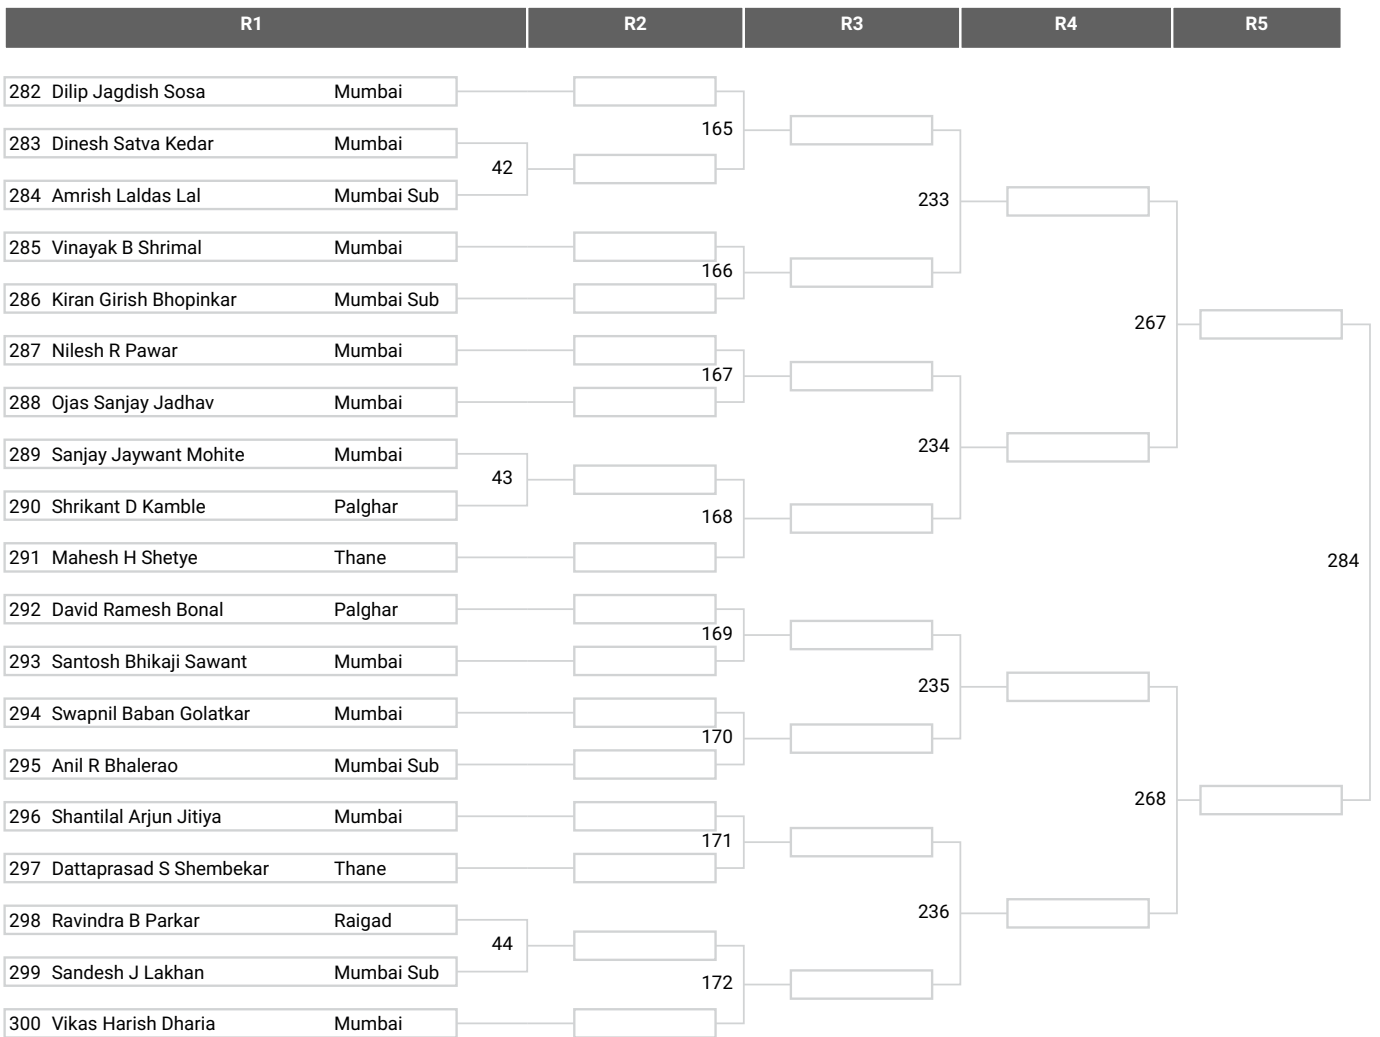 R1 R2 R3 R4 R5
282 Dilip Jagdish Sosa Mumbai
165
283 Dinesh Satva Kedar Mumbai
42
284 Amrish Laldas Lal Mumbai Sub
233
285 Vinayak B Shrimal Mumbai
166
286 Kiran Girish Bhopinkar Mumbai Sub
267
287 Nilesh R Pawar Mumbai
167
288 Ojas Sanjay Jadhav Mumbai
234
289 Sanjay Jaywant Mohite Mumbai
43
290 Shrikant D Kamble Palghar
168
291 Mahesh H Shetye Thane
284
292 David Ramesh Bonal Palghar
169
293 Santosh Bhikaji Sawant Mumbai
235
294 Swapnil Baban Golatkar Mumbai
170
295 Anil R Bhalerao Mumbai Sub
268
296 Shantilal Arjun Jitiya Mumbai
171
297 Dattaprasad S Shembekar Thane
236
298 Ravindra B Parkar Raigad
44
299 Sandesh J Lakhan Mumbai Sub
172
300 Vikas Harish Dharia Mumbai